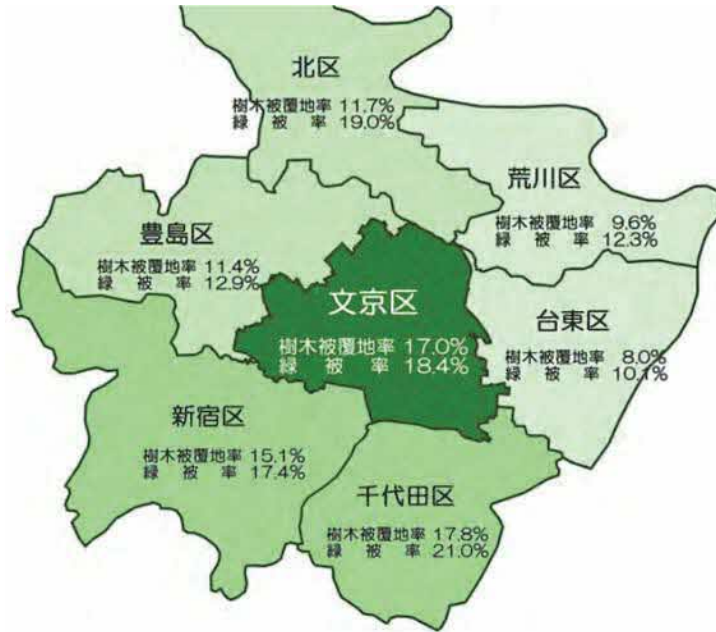 北区
樹木被覆地率 11.7%
緑被率 19.0%
荒川区
樹木被覆地率 9.6%
緑被率 12.3%
豊島区
樹木被覆地率 11.4%
緑被率 12.9%
文京区
樹木被覆地率 17.0%
緑被率 18.4%
台東区
樹木被覆地率 8.0%
緑被率 10.1%
新宿区
樹木被覆地率 15.1%
緑被率 17.4%
千代田区
樹木被覆地率 17.8%
緑被率 21.0%